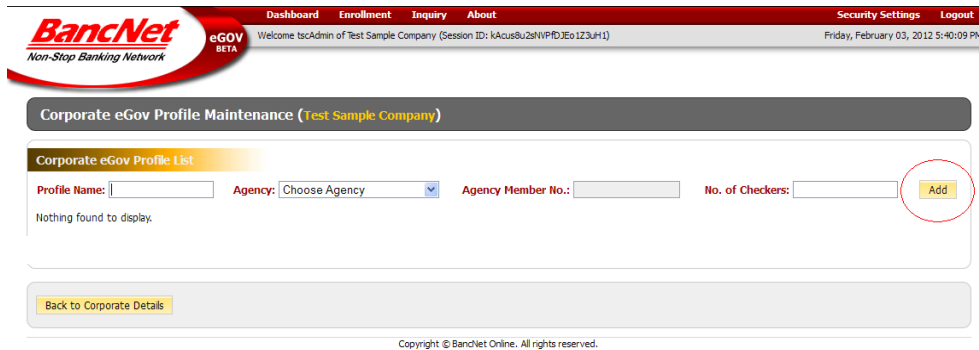 Dashboard Enrollment Inquiry About Security Settings Logout
BancNet
Non-Stop Banking Network
eGOV
BETA
Welcome tscAdmin of Test Sample Company (Session ID: kAcus8u2sNVPfDJEo1Z3uH1) Friday, February 03, 2012 5:40:09 PM
Corporate eGov Profile Maintenance (Test Sample Company)
Corporate eGov Profile List
Profile Name: Agency: Choose Agency Agency Member No.: No. of Checkers: Add
Nothing found to display.
Back to Corporate Details
Copyright © BancNet Online. All rights reserved.